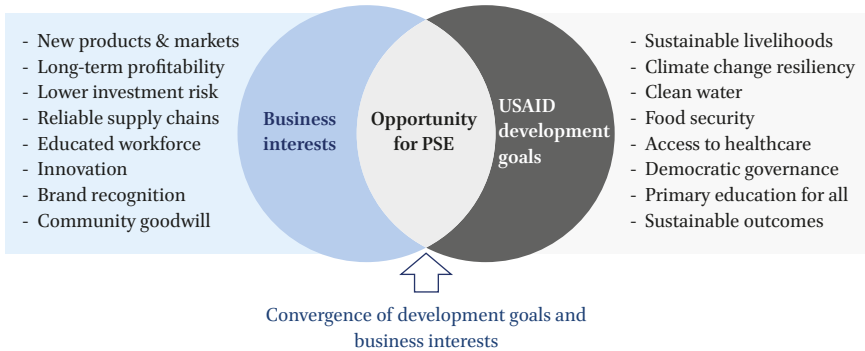 - New products & markets
- Long-term profitability
- Lower investment risk
- Reliable supply chains
- Educated workforce
- Innovation
- Brand recognition
- Community goodwill
Business
interests
Opportunity
for PSE
USAID
development
goals
- Sustainable livelihoods
- Climate change resiliency
- Clean water
- Food security
- Access to healthcare
- Democratic governance
- Primary education for all
- Sustainable outcomes
Convergence of development goals and
business interests